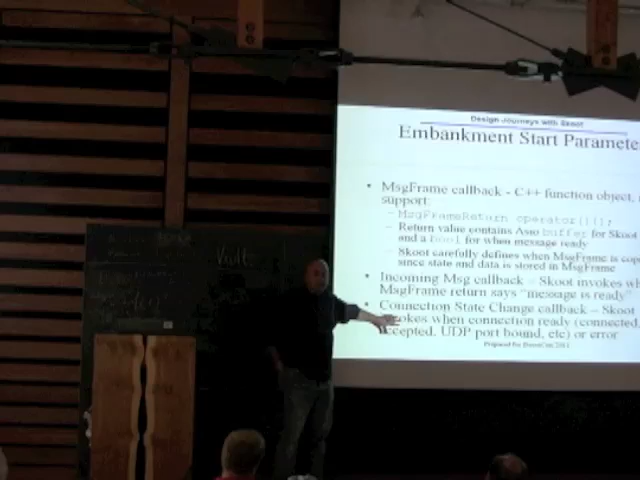 Design Journeys with Skoot
Embankment Start Paramete
• MsgFrame callback - C++ function object,
support:
– MsgFrameReturn operator()();
– Return value contains Asio buffer for Skoot
and a bool for when message ready
– Skoot carefully defines when MsgFrame is cop
since state and data is stored in MsgFrame
• Incoming Msg callback – Skoot invokes wh
MsgFrame return says "message is ready"
• Connection State Change callback – Skoot
okes when connection ready (connected,
ccepted, UDP port bound, etc) or error
Prepared for BoostCon 2011